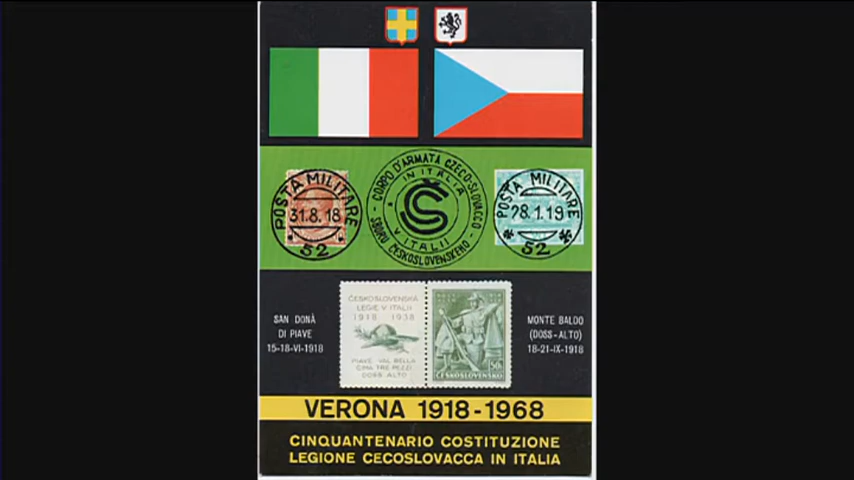 POSTA MILITARE
31.8.18
52
CORPO D'ARMATA CZECO-SLOVACCO
IN ITALIA
ČS
V ITALII
SBORU ČESKOSLOVENSKÉHO
POSTA MILITARE
28.1.19
52
SAN DONÀ
DI PIAVE
15-18-VI-1918
ČESKOSLOVENSKÁ
LEGIE V ITALII
1918 1938
PIAVE VAL BELLA
CIMA TRE PEZZI
DOSS ALTO
50h
ČESKOSLOVENSKO
MONTE BALDO
(DOSS-ALTO)
18-21-IX-1918
VERONA 1918-1968
CINQUANTENARIO COSTITUZIONE
LEGIONE CECOSLOVACCA IN ITALIA